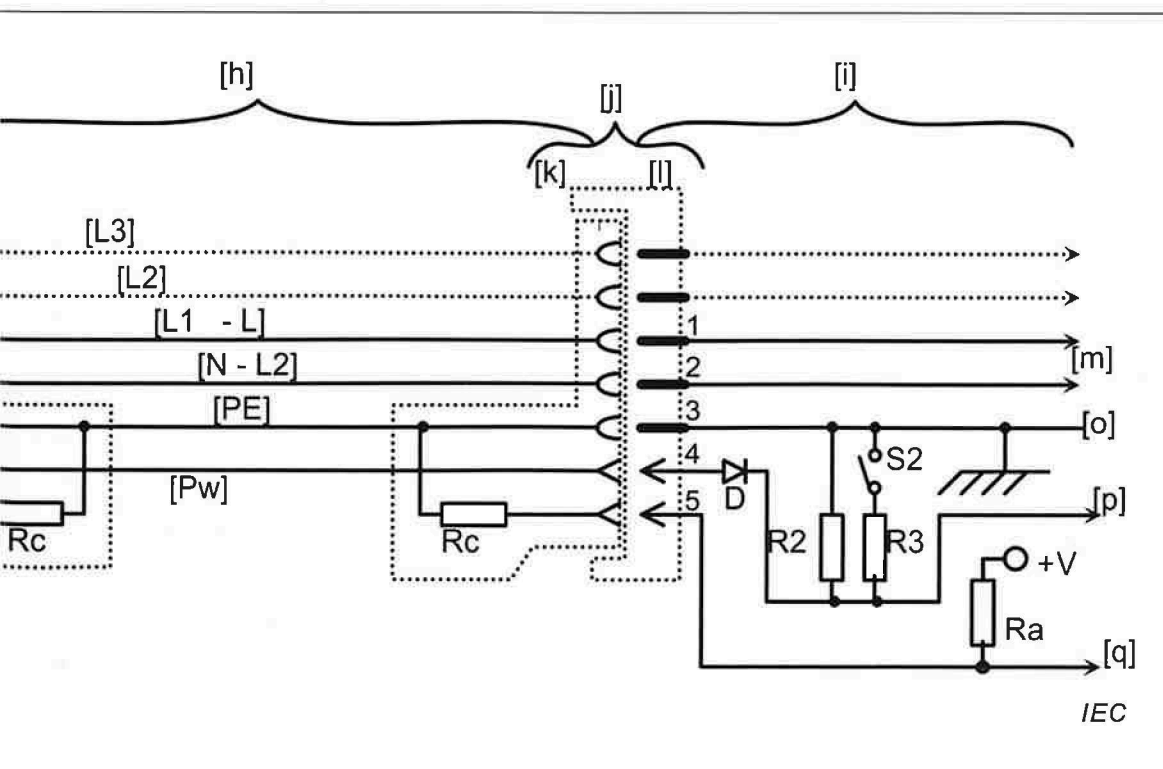 [h]
[i]
[j]
[k]
[l]
[L3]
[L2]
[L1 - L]
1
[N - L2]
2
[m]
[PE]
3
[o]
4
S2
[Pw]
D
5
[p]
Rc
Rc
R2
R3
+V
Ra
[q]
IEC